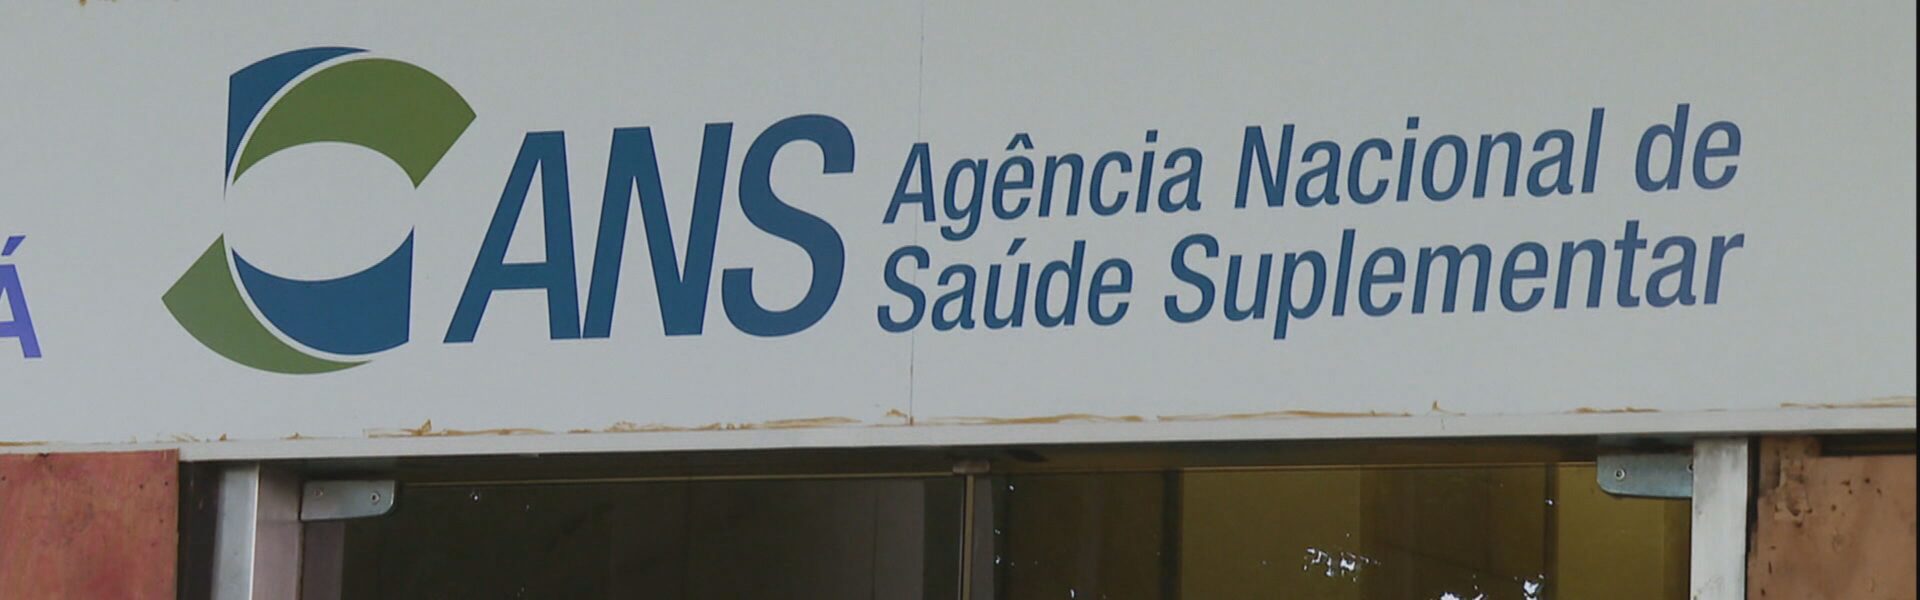 Á
ANS
Agência Nacional de
Saúde Suplementar